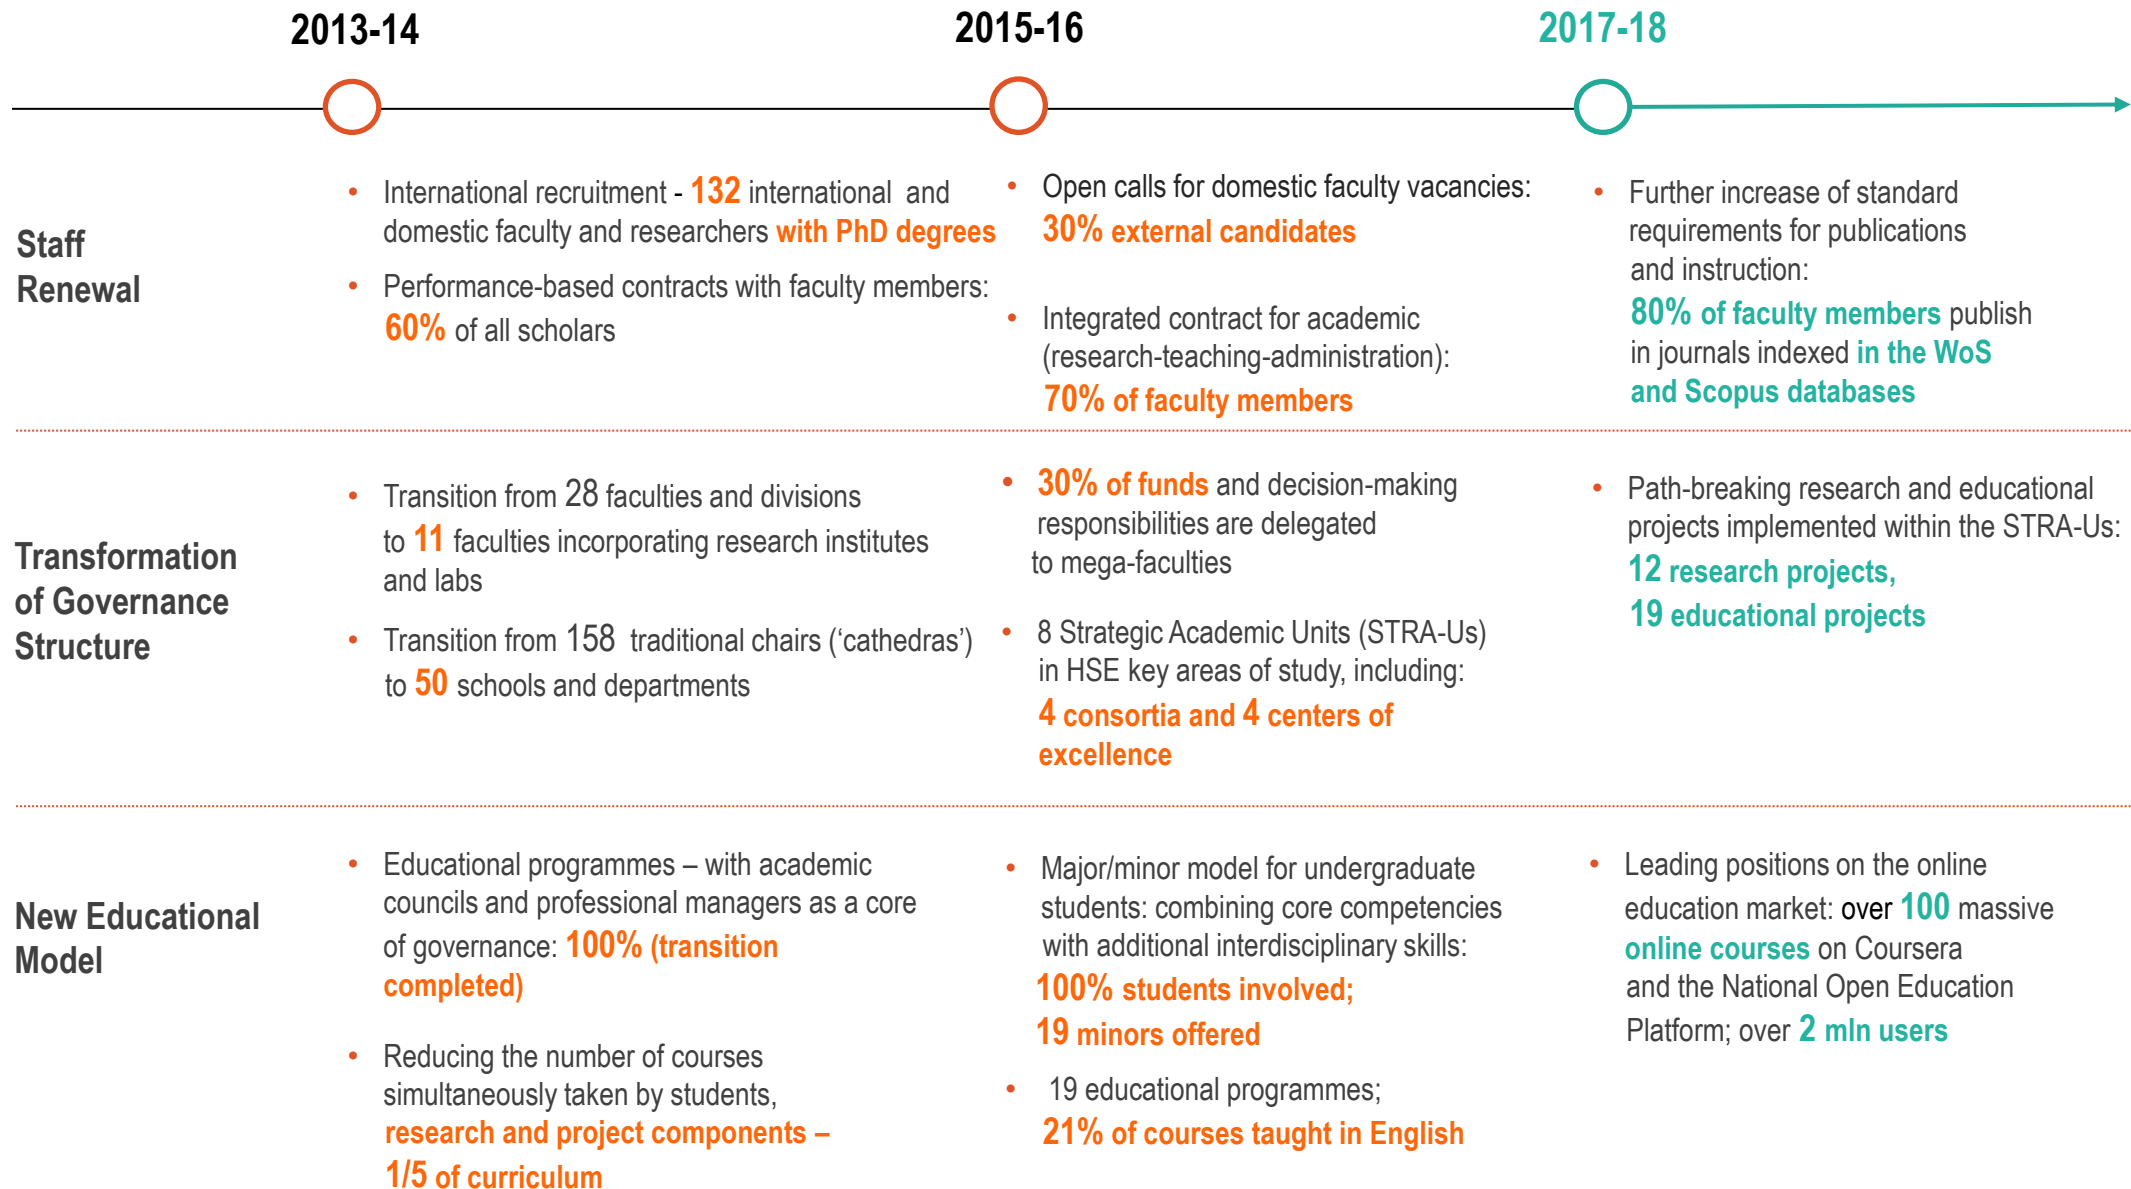 2013-14
2015-16
2017-18
Staff
Renewal
• International recruitment - 132 international and
domestic faculty and researchers with PhD degrees
• Performance-based contracts with faculty members:
60% of all scholars
• Open calls for domestic faculty vacancies:
30% external candidates
• Integrated contract for academic
(research-teaching-administration):
70% of faculty members
• Further increase of standard
requirements for publications
and instruction:
80% of faculty members publish
in journals indexed in the WoS
and Scopus databases
Transformation
of Governance
Structure
• Transition from 28 faculties and divisions
to 11 faculties incorporating research institutes
and labs
• Transition from 158 traditional chairs (‘cathedras’)
to 50 schools and departments
• 30% of funds and decision-making
responsibilities are delegated
to mega-faculties
• 8 Strategic Academic Units (STRA-Us)
in HSE key areas of study, including:
4 consortia and 4 centers of
excellence
• Path-breaking research and educational
projects implemented within the STRA-Us:
12 research projects,
19 educational projects
New Educational
Model
• Educational programmes – with academic
councils and professional managers as a core
of governance: 100% (transition
completed)
• Reducing the number of courses
simultaneously taken by students,
research and project components –
1/5 of curriculum
• Major/minor model for undergraduate
students: combining core competencies
with additional interdisciplinary skills:
100% students involved;
19 minors offered
• 19 educational programmes;
21% of courses taught in English
• Leading positions on the online
education market: over 100 massive
online courses on Coursera
and the National Open Education
Platform; over 2 mln users